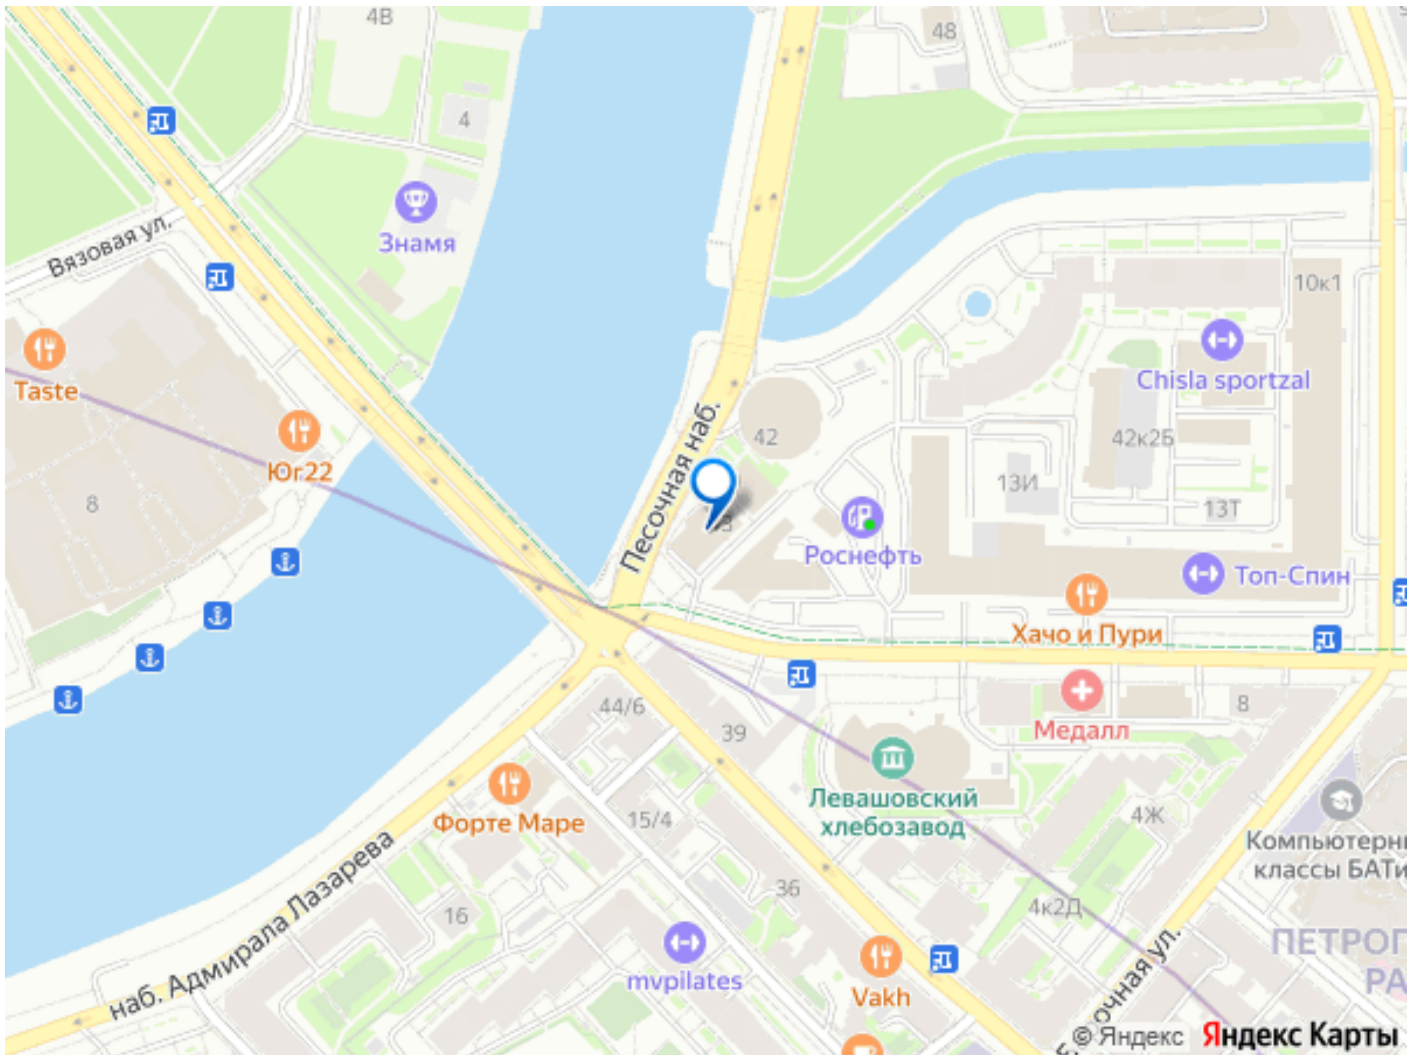 4В
48
4
Знамя
Вязовая ул.
10к1
Taste
Chisla sportzal
Песочная наб.
42
42к2Б
Юг22
8
13И
13Т
Роснефть
Топ-Спин
Хачо и Пури
44/6
39
8
Медалл
Левашовский
хлебозавод
Форте Маре
15/4
4Ж
Компьютерн
классы БАТи
наб. Адмирала Лазарева
36
16
4к2Д
ПЕТРОГ
РА
mvpilates
Vakh
очная ул.
© Яндекс Яндекс Карты